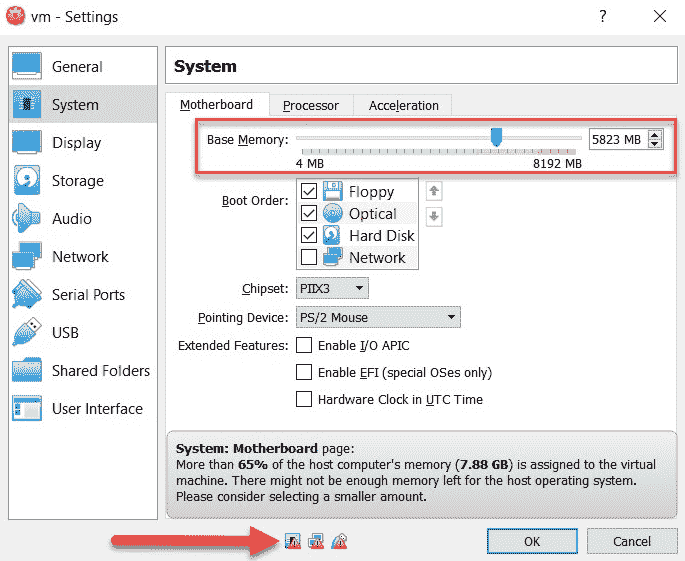 vm - Settings
General
System
Display
Storage
Audio
Network
Serial Ports
USB
Shared Folders
User Interface
System
Motherboard Processor Acceleration
Base Memory: 5823 MB
4 MB 8192 MB
Boot Order: Floppy
Optical
Hard Disk
Network
Chipset: PIIX3
Pointing Device: PS/2 Mouse
Extended Features: Enable I/O APIC
Enable EFI (special OSes only)
Hardware Clock in UTC Time
System: Motherboard page:
More than 65% of the host computer's memory (7.88 GB) is assigned to the virtual
machine. There might not be enough memory left for the host operating system.
Please consider selecting a smaller amount.
OK Cancel